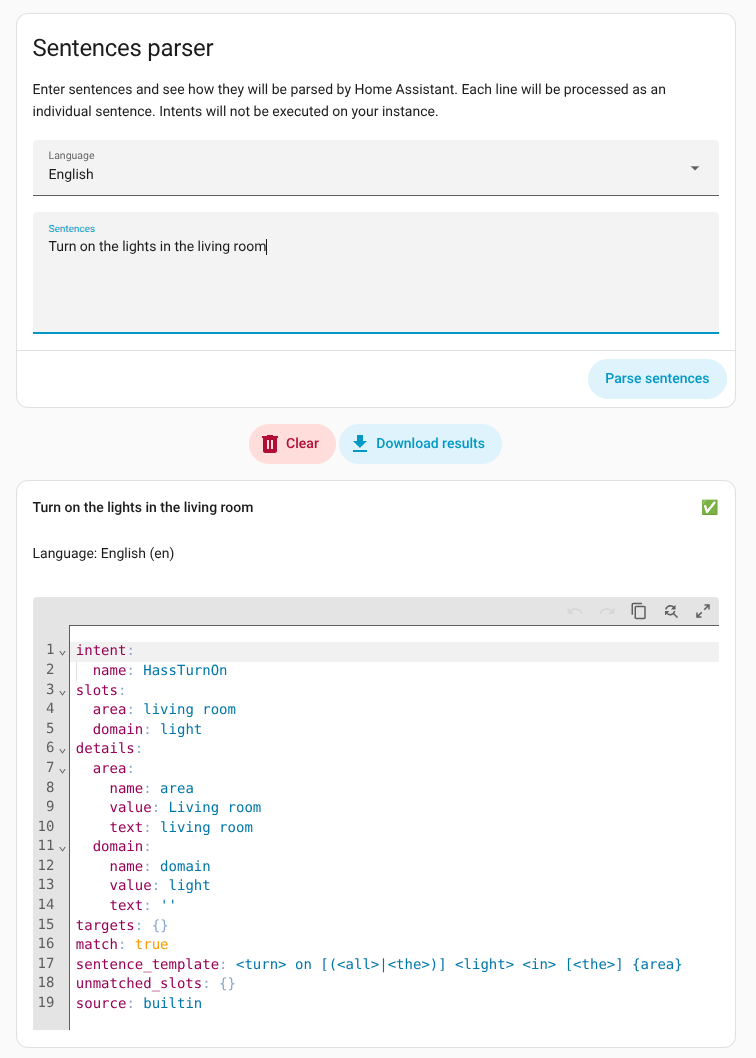 Sentences parser
Enter sentences and see how they will be parsed by Home Assistant. Each line will be processed as an
individual sentence. Intents will not be executed on your instance.
Language
English
Sentences
Turn on the lights in the living room
Parse sentences
Clear
Download results
Turn on the lights in the living room
Language: English (en)
1 intent:
2   name: HassTurnOn
3 slots:
4   area: living room
5   domain: light
6 details:
7   area:
8     name: area
9     value: Living room
10     text: living room
11   domain:
12     name: domain
13     value: light
14     text: ''
15 targets: {}
16 match: true
17 sentence_template: <turn> on [(<all>|<the>)] <light> <in> [<the>] {area}
18 unmatched_slots: {}
19 source: builtin